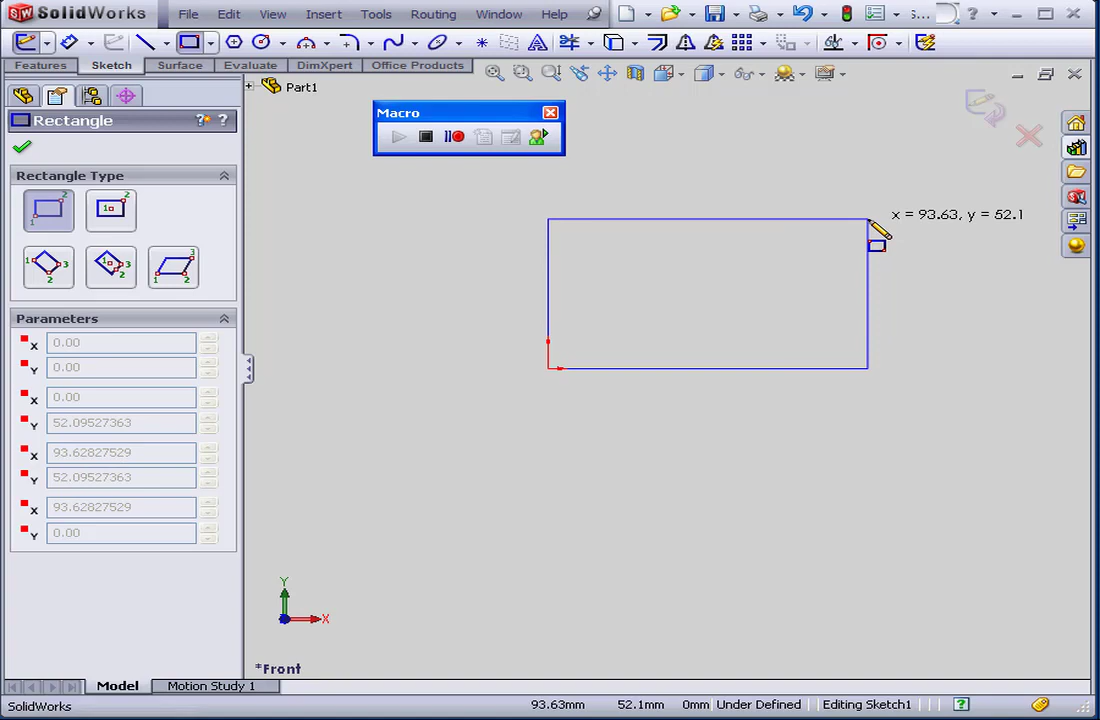 SW SolidWorks File Edit View Insert Tools Routing Window Help S... ?
Features Sketch Surface Evaluate DimXpert Office Products
Part1
Macro
Rectangle ? ?
Rectangle Type
Parameters
X 0.00
Y 0.00
X 0.00
Y 52.09527363
X 93.62827529
Y 52.09527363
X 93.62827529
Y 0.00
x = 93.63, y = 52.1
Y
X
*Front
Model Motion Study 1
SolidWorks 93.63mm 52.1mm 0mm Under Defined Editing Sketch1 ?